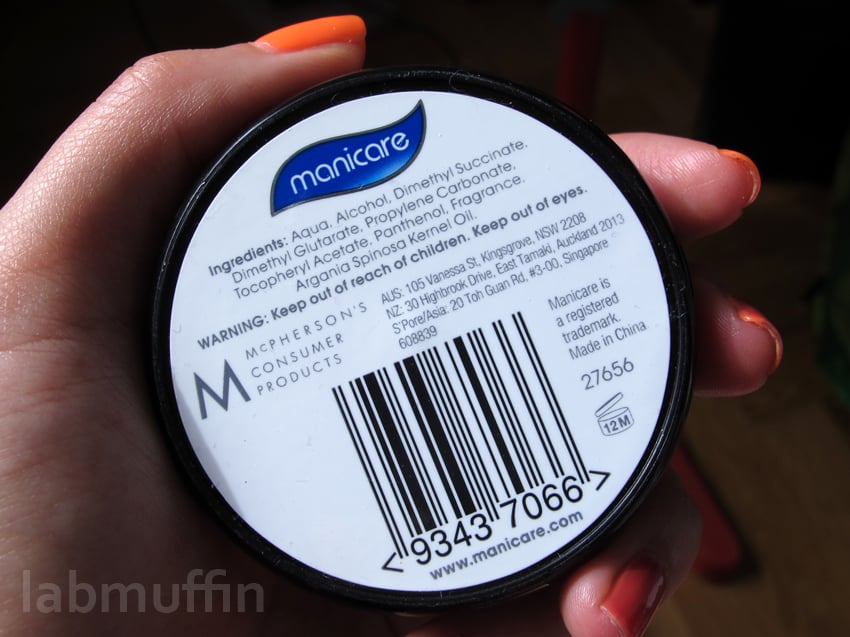 manicare
Ingredients: Aqua, Alcohol, Dimethyl Succinate.
Dimethyl Glutarate, Propylene Carbonate,
Tocopheryl Acetate, Panthenol, Fragrance.
Argania Spinosa Kernel Oil.
WARNING: Keep out of reach of children. Keep out of eyes.
M
McPHERSON'S
CONSUMER
PRODUCTS
AUS: 105 Vanessa St, Kingsgrove, NSW 2208
NZ: 30 Highbrook Drive, East Tamaki, Auckland 2013
S'Pore/Asia: 20 Toh Guan Rd, #3-00, Singapore
608839
Manicare is
a registered
trademark.
Made in China
27656
12M
< 9343 7066 >
www.manicare.com
labmuffin